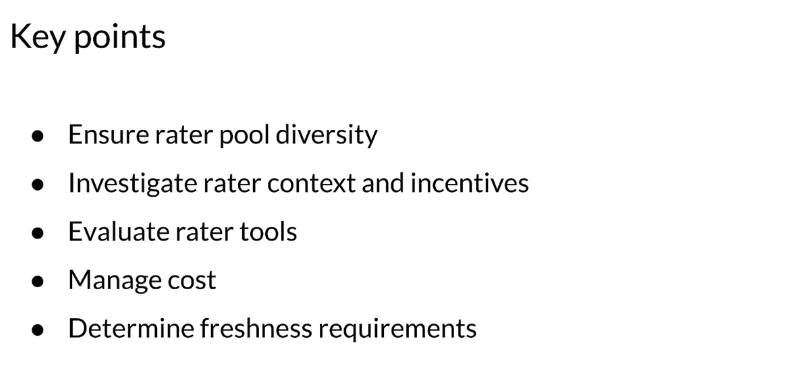 Key points
● Ensure rater pool diversity
● Investigate rater context and incentives
● Evaluate rater tools
● Manage cost
● Determine freshness requirements